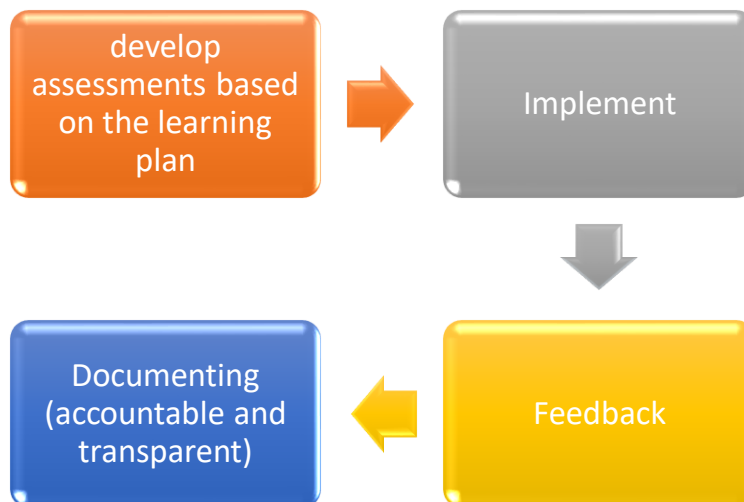 develop
assessments based
on the learning
plan
Implement
Feedback
Documenting
(accountable and
transparent)